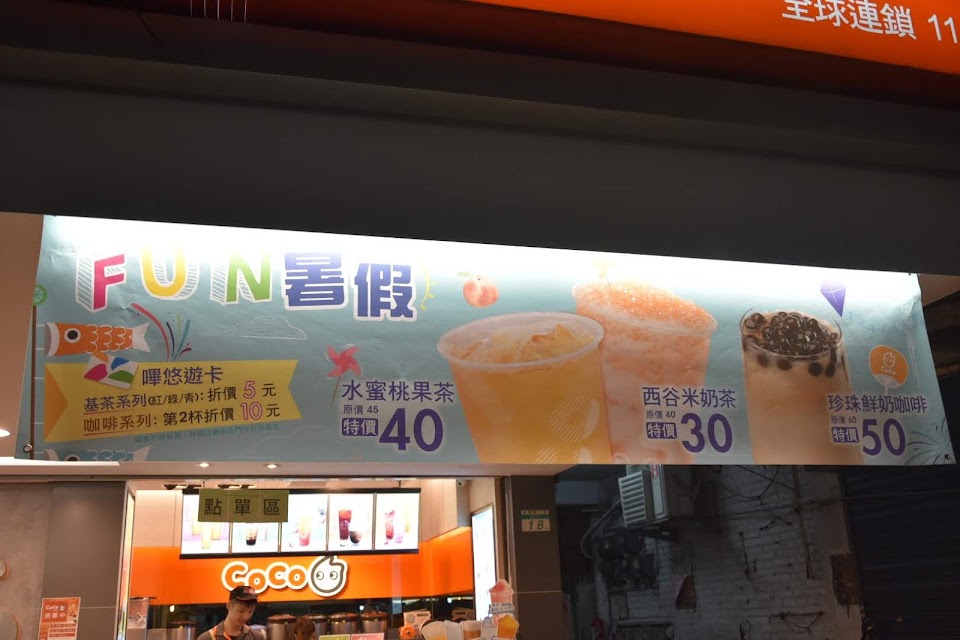 全球連鎖 11
FUN暑假
嗶悠遊卡
基茶系列(紅/綠/青): 折價 5 元
咖啡系列: 第2杯折價 10 元
水蜜桃果茶
原價 45
特價 40
西谷米奶茶
原價 40
特價 30
珍珠鮮奶咖啡
原價 60
特價 50
點單區
CoCo
18